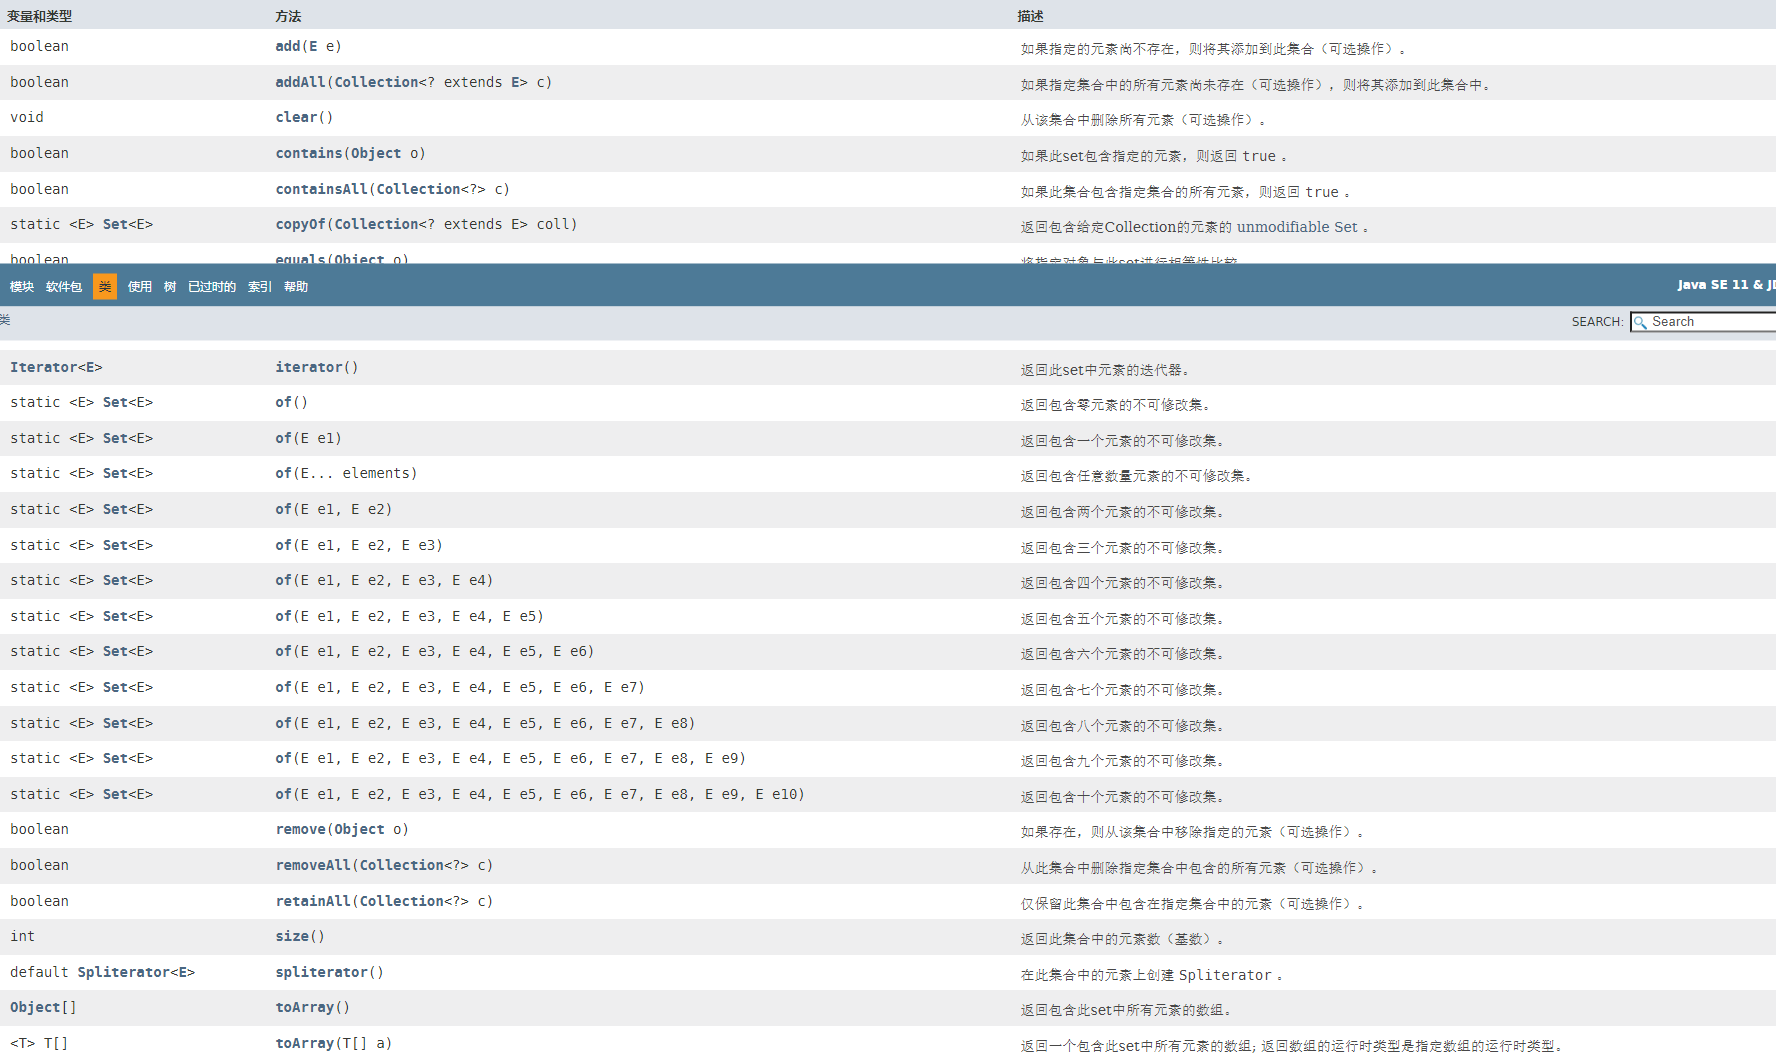 变量和类型 方法 描述
boolean add(E e) 如果指定的元素尚不存在，则将其添加到此集合（可选操作）。
boolean addAll(Collection<? extends E> c) 如果指定集合中的所有元素尚未存在（可选操作），则将其添加到此集合中。
void clear() 从该集合中删除所有元素（可选操作）。
boolean contains(Object o) 如果此set包含指定的元素，则返回 true 。
boolean containsAll(Collection<?> c) 如果此集合包含指定集合的所有元素，则返回 true 。
static <E> Set<E> copyOf(Collection<? extends E> coll) 返回包含给定Collection的元素的 unmodifiable Set 。
boolean equals(Object o) 将指定对象与此set进行相等性比较
模块 软件包 类 使用 树 已过时的 索引 帮助 Java SE 11 & JD
类 SEARCH: Search
Iterator<E> iterator() 返回此set中元素的迭代器。
static <E> Set<E> of() 返回包含零元素的不可修改集。
static <E> Set<E> of(E e1) 返回包含一个元素的不可修改集。
static <E> Set<E> of(E... elements) 返回包含任意数量元素的不可修改集。
static <E> Set<E> of(E e1, E e2) 返回包含两个元素的不可修改集。
static <E> Set<E> of(E e1, E e2, E e3) 返回包含三个元素的不可修改集。
static <E> Set<E> of(E e1, E e2, E e3, E e4) 返回包含四个元素的不可修改集。
static <E> Set<E> of(E e1, E e2, E e3, E e4, E e5) 返回包含五个元素的不可修改集。
static <E> Set<E> of(E e1, E e2, E e3, E e4, E e5, E e6) 返回包含六个元素的不可修改集。
static <E> Set<E> of(E e1, E e2, E e3, E e4, E e5, E e6, E e7) 返回包含七个元素的不可修改集。
static <E> Set<E> of(E e1, E e2, E e3, E e4, E e5, E e6, E e7, E e8) 返回包含八个元素的不可修改集。
static <E> Set<E> of(E e1, E e2, E e3, E e4, E e5, E e6, E e7, E e8, E e9) 返回包含九个元素的不可修改集。
static <E> Set<E> of(E e1, E e2, E e3, E e4, E e5, E e6, E e7, E e8, E e9, E e10) 返回包含十个元素的不可修改集。
boolean remove(Object o) 如果存在，则从该集合中移除指定的元素（可选操作）。
boolean removeAll(Collection<?> c) 从此集合中删除指定集合中包含的所有元素（可选操作）。
boolean retainAll(Collection<?> c) 仅保留此集合中包含在指定集合中的元素（可选操作）。
int size() 返回此集合中的元素数（基数）。
default Spliterator<E> spliterator() 在此集合中的元素上创建 Spliterator 。
Object[] toArray() 返回包含此set中所有元素的数组。
<T> T[] toArray(T[] a) 返回一个包含此set中所有元素的数组; 返回数组的运行时类型是指定数组的运行时类型。